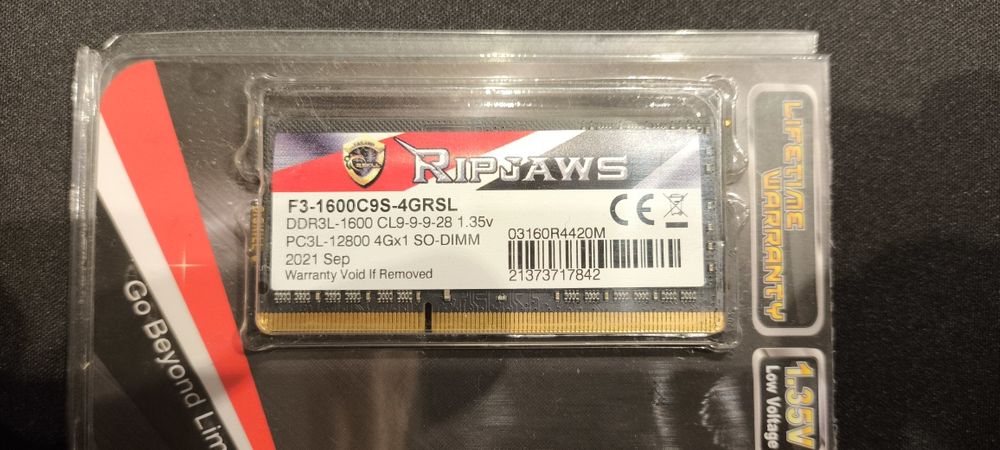 RIPJAWS
F3-1600C9S-4GRSL
DDR3L-1600 CL9-9-9-28 1.35v
PC3L-12800 4Gx1 SO-DIMM
2021 Sep
Warranty Void If Removed
03160R4420M
21373717842
Go Beyond Lim
LIFETIME
WARRANTY
1.35V
Low Voltage